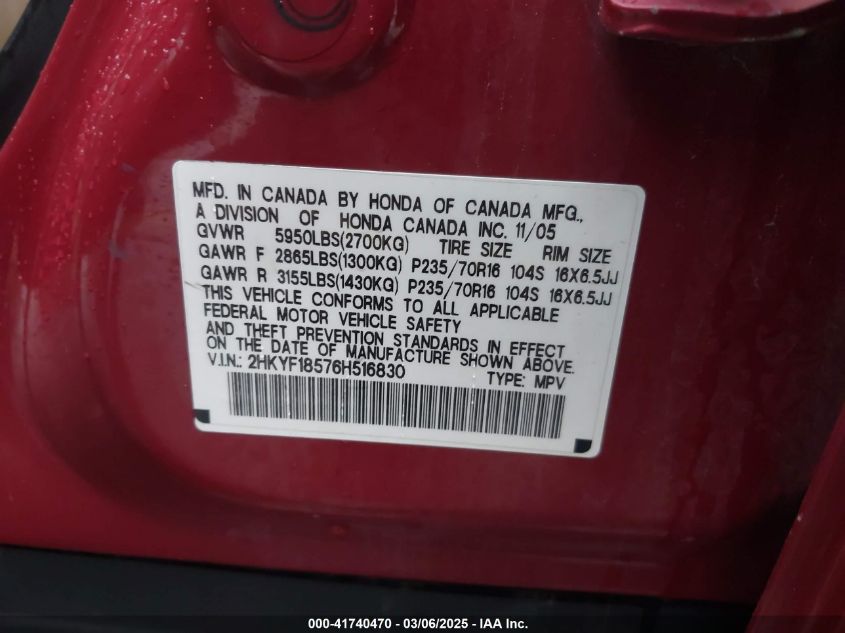 MFD. IN CANADA BY HONDA OF CANADA MFG.,
A DIVISION OF HONDA CANADA INC. 11/05
GVWR 5950LBS(2700KG) TIRE SIZE RIM SIZE
GAWR F 2865LBS(1300KG) P235/70R16 104S 16X6.5JJ
GAWR R 3155LBS(1430KG) P235/70R16 104S 16X6.5JJ
THIS VEHICLE CONFORMS TO ALL APPLICABLE
FEDERAL MOTOR VEHICLE SAFETY
AND THEFT PREVENTION STANDARDS IN EFFECT
ON THE DATE OF MANUFACTURE SHOWN ABOVE.
V.I.N.: 2HKYF18576H516830 TYPE: MPV
000-41740470 - 03/06/2025 - IAA Inc.